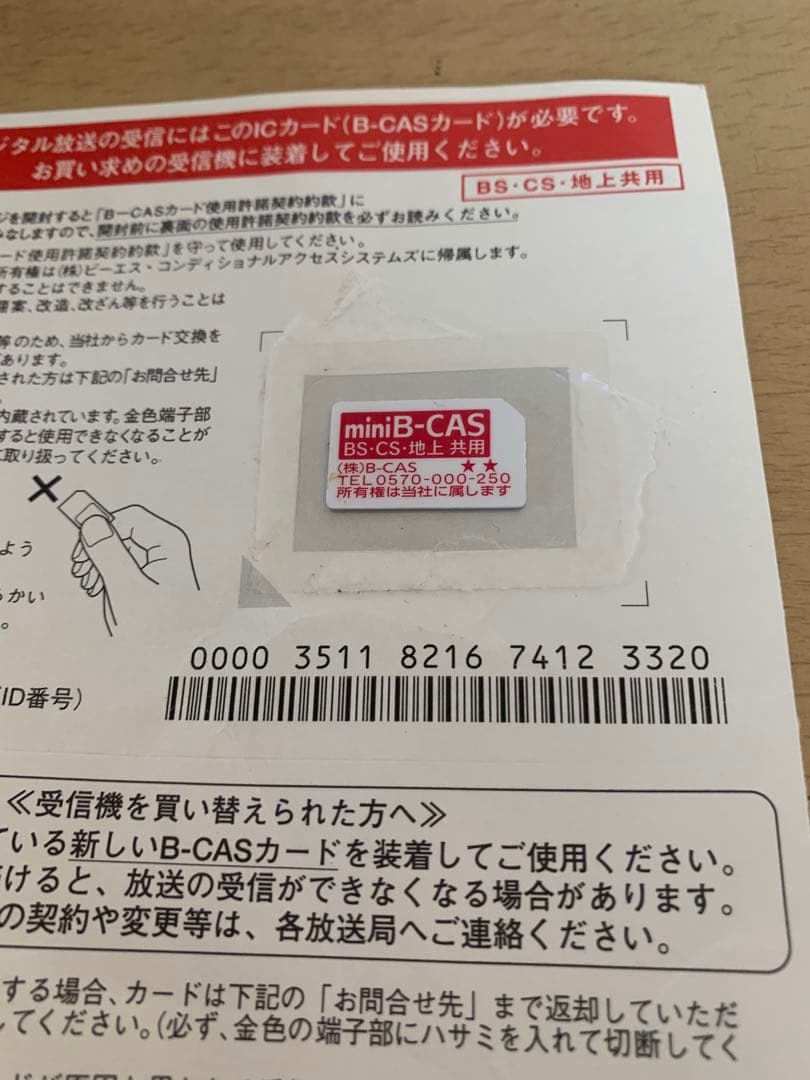 ジタル放送の受信にはこのICカード(B-CASカード)が必要です。
お買い求めの受信機に装着してご使用ください。
BS・CS・地上共用
ジを開封すると「B−CASカード使用許諾契約約款」に
なしますので、開封前に裏面の使用許諾契約約款を必ずお読みください。
ード使用許諾契約約款」を守って使用してください。
所有権は(株)ビーエス・コンディショナルアクセスシステムズに帰属します。
することはできません。
案、改造、改ざん等を行うことは
等のため、当社からカード交換を
があります。
された方は下記の「お問合せ先」
内蔵されています。金色端子部
すると使用できなくなることが
取り扱ってください。
miniB-CAS
BS・CS・地上 共用
(株)B-CAS ★★
TEL0570-000-250
所有権は当社に属します
よう
かい
。
0000 3511 8216 7412 3320
ID番号)
≪受信機を買い替えられた方へ≫
ている新しいB-CASカードを装着してご使用ください。
けると、放送の受信ができなくなる場合があります。
の契約や変更等は、各放送局へご連絡ください。
する場合、カードは下記の「お問合せ先」まで返却していただ
してください。(必ず、金色の端子部にハサミを入れて切断してく